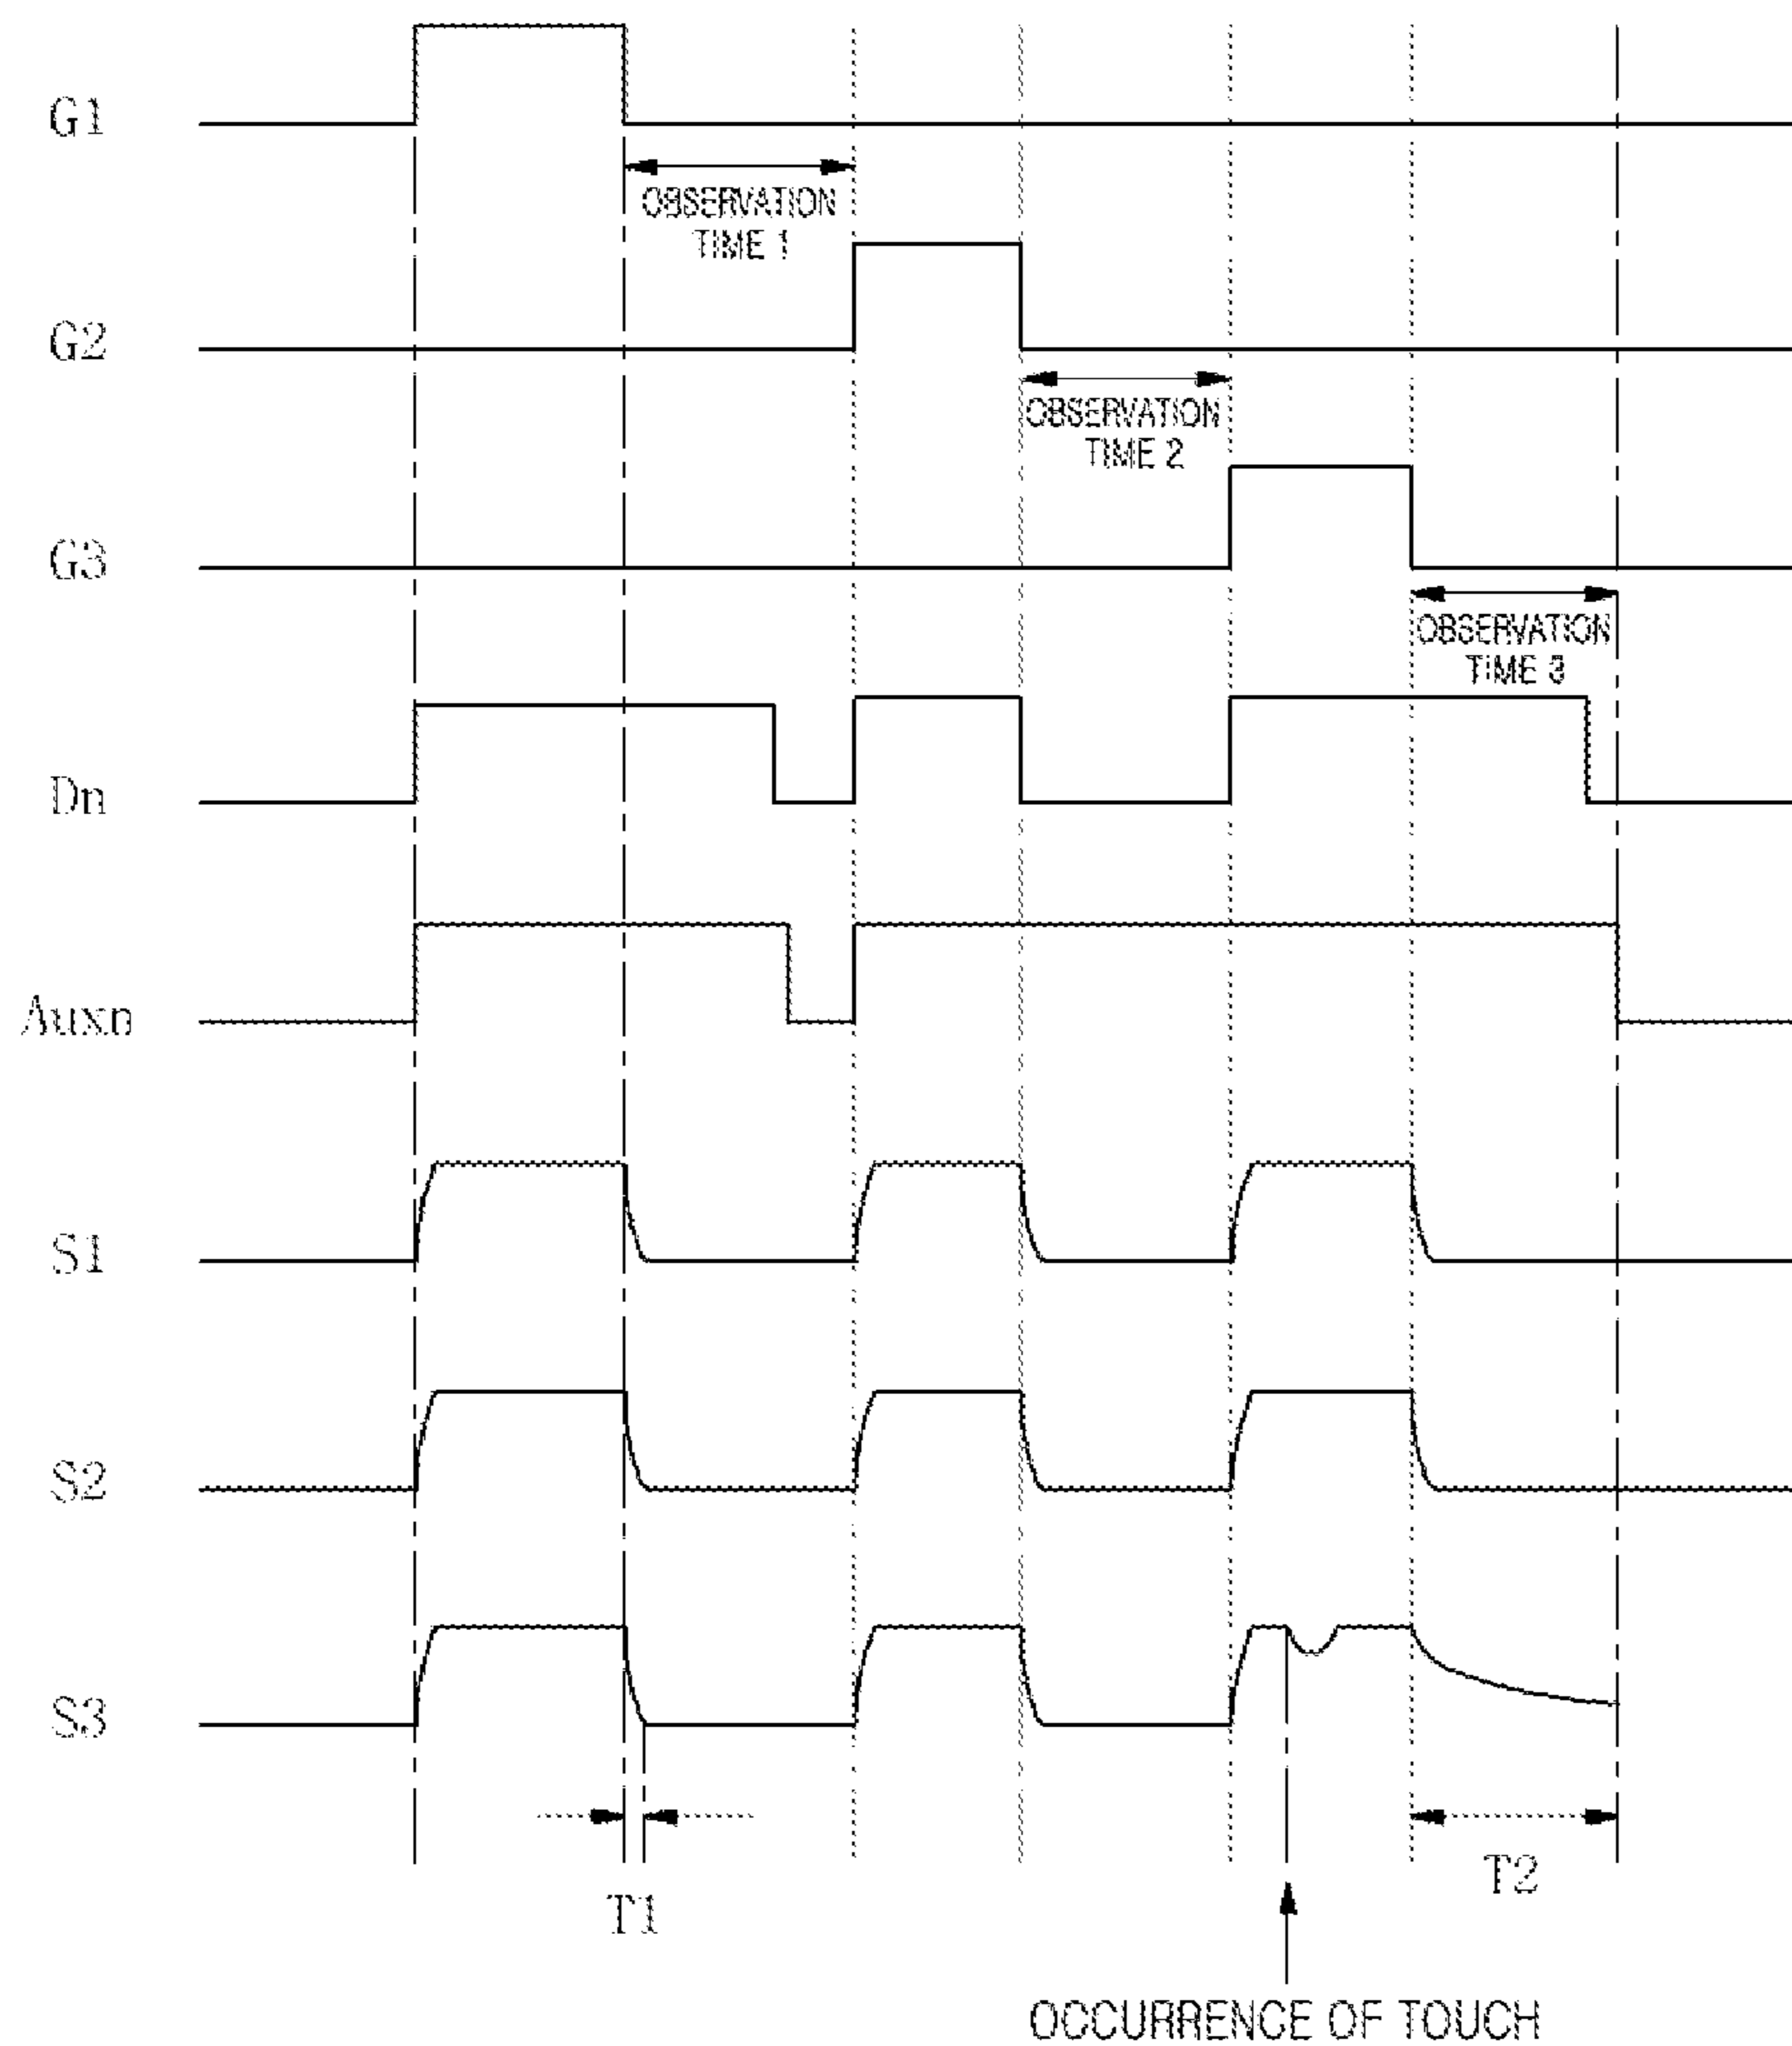 G1
OBSERVATION
TIME 1
G2
OBSERVATION
TIME 2
G3
OBSERVATION
TIME 3
Dn
Auxn
S1
S2
S3
T1
T2
OCCURRENCE OF TOUCH